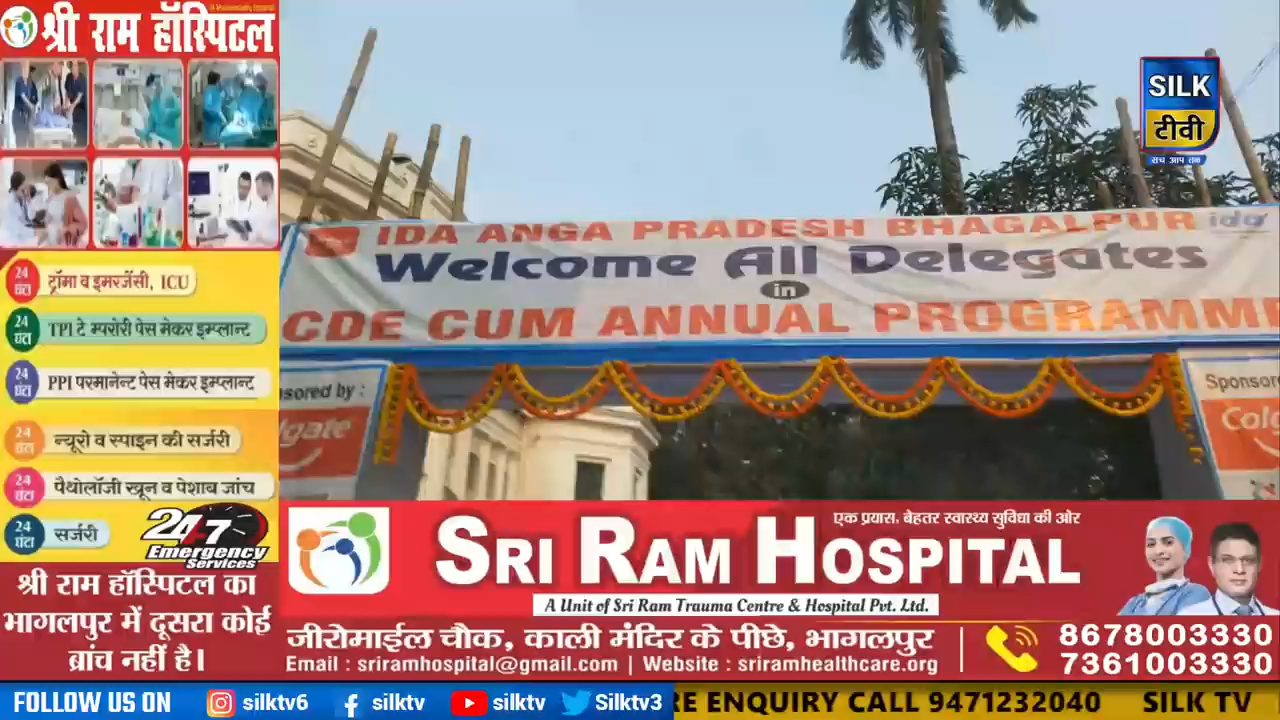 श्री राम हॉस्पिटल
24 घंटा ट्रॉमा व इमरजेंसी, ICU
24 घंटा TPI टेम्परोरी पेस मेकर इम्प्लान्ट
24 घंटा PPI परमानेन्ट पेस मेकर इम्प्लान्ट
24 घंटा न्यूरो व स्पाइन की सर्जरी
24 घंटा पैथोलॉजी खून व पेशाब जांच
24 घंटा सर्जरी
24x7
Emergency
Services
श्री राम हॉस्पिटल का
भागलपुर में दूसरा कोई
ब्रांच नहीं है।
SILK
टीवी
सच आप तक
IDA ANGA PRADESH BHAGALPUR ida
Welcome All Delegates
in
CDE CUM ANNUAL PROGRAMM
sored by :
lgate
Sponsor
Colg
एक प्रयास, बेहतर स्वास्थ्य सुविधा की ओर
SRI RAM HOSPITAL
A Unit of Sri Ram Trauma Centre & Hospital Pvt. Ltd.
जीरोमाईल चौक, काली मंदिर के पीछे, भागलपुर
Email : sriramhospital@gmail.com | Website : sriramhealthcare.org
8678003330
7361003330
FOLLOW US ON silktv6 silktv silktv Silktv3 RE ENQUIRY CALL 9471232040 SILK TV